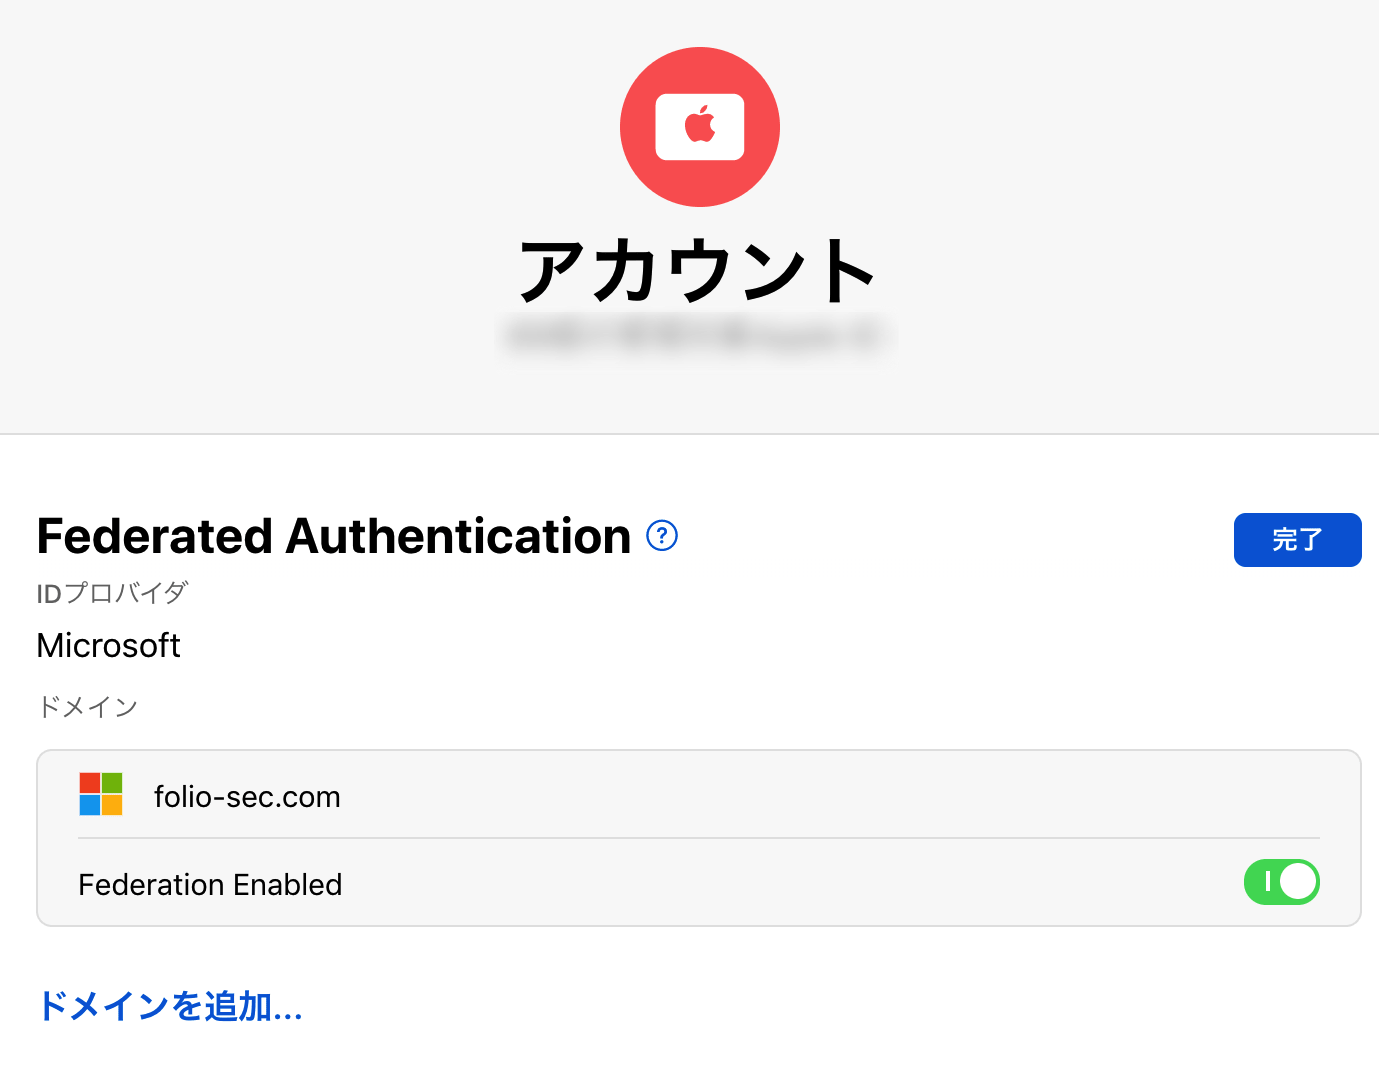 アカウント
Federated Authentication ?
完了
IDプロバイダ
Microsoft
ドメイン
folio-sec.com
Federation Enabled
ドメインを追加...